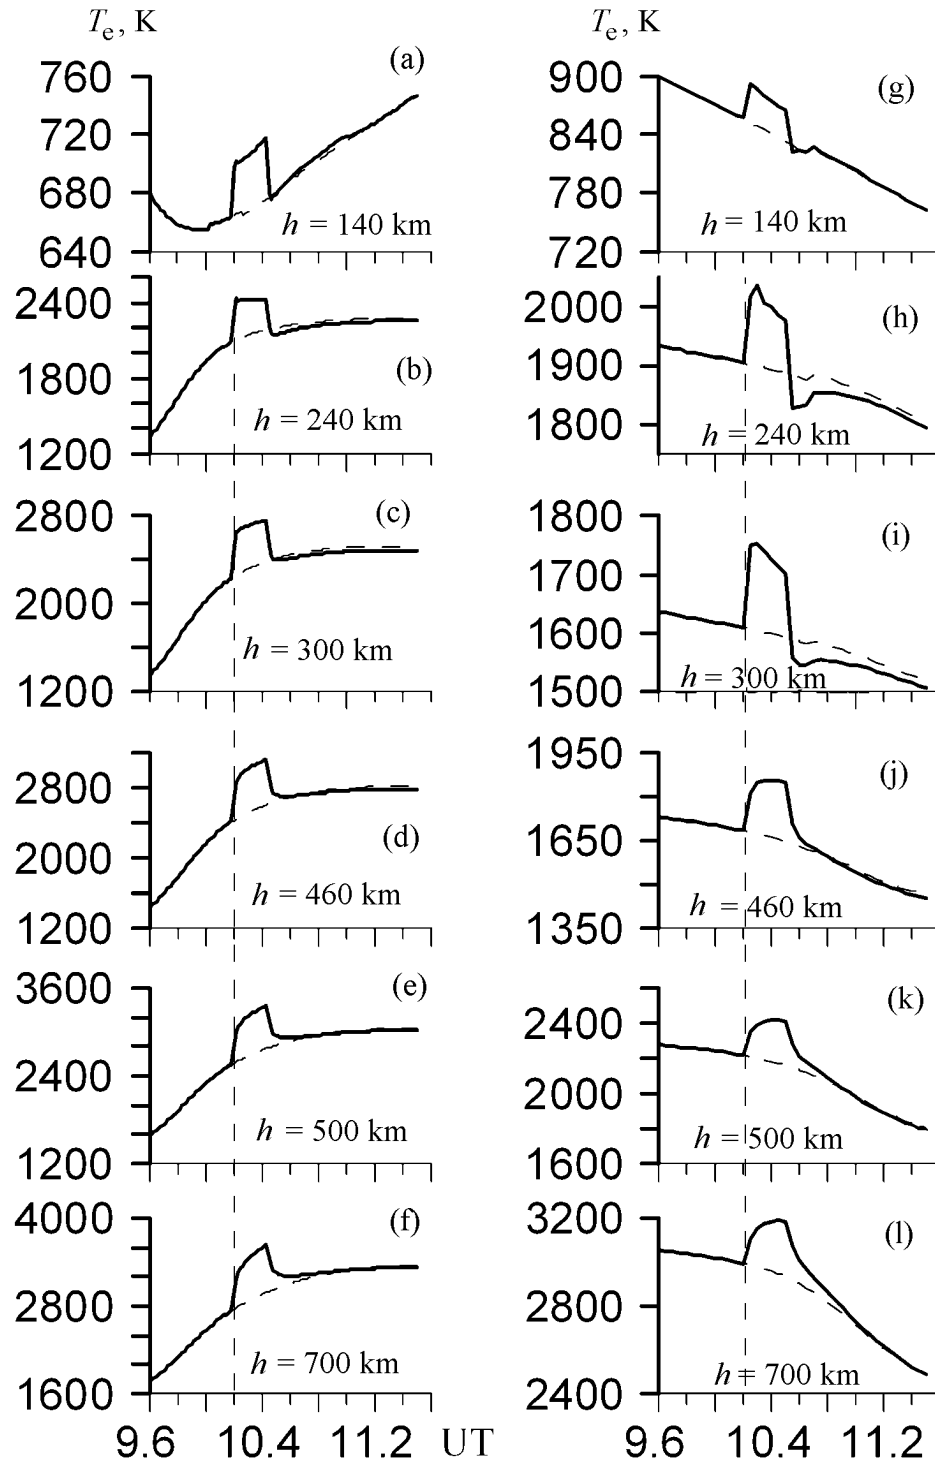 Te, K
(a)
760
720
680
640
h = 140 km
2400
1800
1200
(b)
h = 240 km
2800
2000
1200
(c)
h = 300 km
2800
2000
1200
(d)
h = 460 km
3600
2400
1200
(e)
h = 500 km
4000
2800
1600
(f)
h = 700 km
9.6 10.4 11.2 UT
Te, K
(g)
900
840
780
720
h = 140 km
2000
1900
1800
(h)
h = 240 km
1800
1700
1600
1500
(i)
h = 300 km
1950
1650
1350
(j)
h = 460 km
2400
2000
1600
(k)
h = 500 km
3200
2800
2400
(l)
h = 700 km
9.6 10.4 11.2